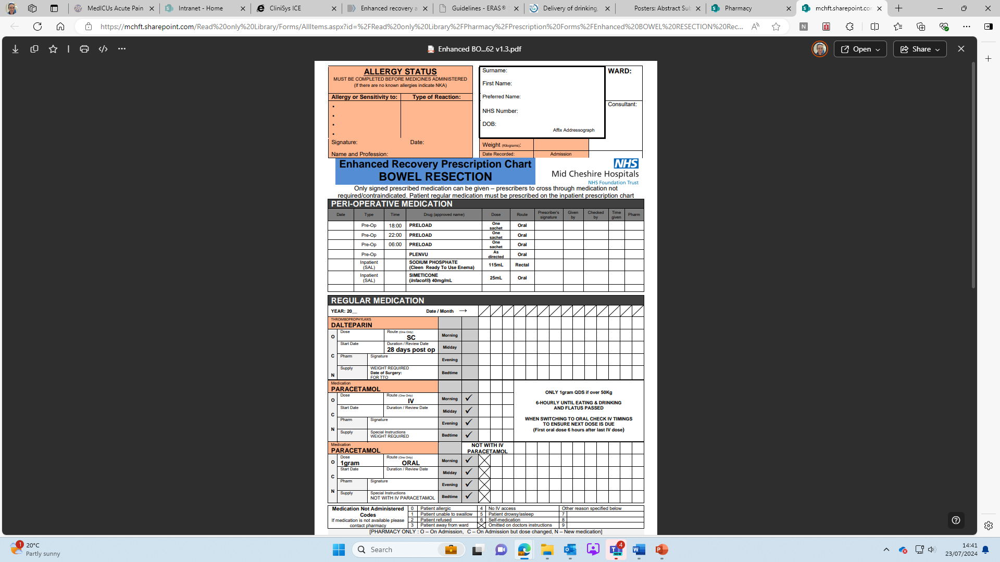 MedICUs Acute Pain
Intranet - Home
CliniSys ICE
Enhanced recovery a
Guidelines - ERAS®
Delivery of drinking,
Posters: Abstract Sub
Pharmacy
mchft.sharepoint.com
https://mchft.sharepoint.com/Read%20only%20Library/Forms/AllItems.aspx?id=%2FRead%20only%20Library%2FPharmacy%2FPrescription%20Forms%2FEnhanced%20BOWEL%20RESECTION%20Rec...
Enhanced BO...62 v1.3.pdf
Open
Share
ALLERGY STATUS
MUST BE COMPLETED BEFORE MEDICINES ADMINISTERED
(If there are no known allergies indicate NKA)
Allergy or Sensitivity to: Type of Reaction:
Signature: Date:
Name and Profession:
Surname:
First Name:
Preferred Name:
NHS Number:
DOB:
Affix Addressograph
WARD:
Consultant:
Weight (Kilograms):
Date Recorded: Admission
Enhanced Recovery Prescription Chart
BOWEL RESECTION
NHS
Mid Cheshire Hospitals
NHS Foundation Trust
Only signed prescribed medication can be given – prescribers to cross through medication not
required/contraindicated. Patient regular medication must be prescribed on the inpatient prescription chart
PERI-OPERATIVE MEDICATION
Date Type Time Drug (approved name) Dose Route Prescriber's signature Given by Checked by Time given Pharm
Pre-Op 18:00 PRELOAD One sachet Oral
Pre-Op 22:00 PRELOAD One sachet Oral
Pre-Op 06:00 PRELOAD One sachet Oral
Pre-Op PLENVU As directed Oral
Inpatient (SAL) SODIUM PHOSPHATE (Cleen Ready To Use Enema) 115mL Rectal
Inpatient (SAL) SIMETICONE (Infacol®) 40mg/mL 25mL Oral
REGULAR MEDICATION
YEAR: 20__ Date / Month →
THROMBOPROPHYLAXIS
DALTEPARIN
O Dose Route (One Only) SC Morning
Start Date Duration / Review Date 28 days post op Midday
C Pharm Signature Evening
N Supply WEIGHT REQUIRED Bedtime
Date of Surgery:
FOR TTO
Medication
PARACETAMOL
O Dose Route (One Only) IV Morning ✓
C Start Date Duration / Review Date Midday ✓
N Pharm Signature Evening ✓
Supply Special Instructions Bedtime ✓
WEIGHT REQUIRED
ONLY 1gram QDS if over 50Kg
6-HOURLY UNTIL EATING & DRINKING
AND FLATUS PASSED
WHEN SWITCHING TO ORAL CHECK IV TIMINGS
TO ENSURE NEXT DOSE IS DUE
(First oral dose 6 hours after last IV dose)
Medication
PARACETAMOL
NOT WITH IV
PARACETAMOL
O Dose 1gram Route (One Only) ORAL Morning ✓
C Start Date Duration / Review Date Midday ✓
Pharm Signature Evening ✓
N Supply Special Instructions Bedtime ✓
NOT WITH IV PARACETAMOL
Medication Not Administered
Codes
If medication is not available please
contact pharmacy
0 Patient allergic 4 No IV access Other reason specified below
1 Patient unable to swallow 5 Patient drowsy/asleep 7
2 Patient refused 6 Self-medication 8
3 Patient away from ward Omitted on doctors instructions 9
[PHARMACY ONLY : O – On Admission, C – On Admission but dose changed, N – New medication]
1
20°C
Partly sunny
Search
4
NEW
14:41
23/07/2024